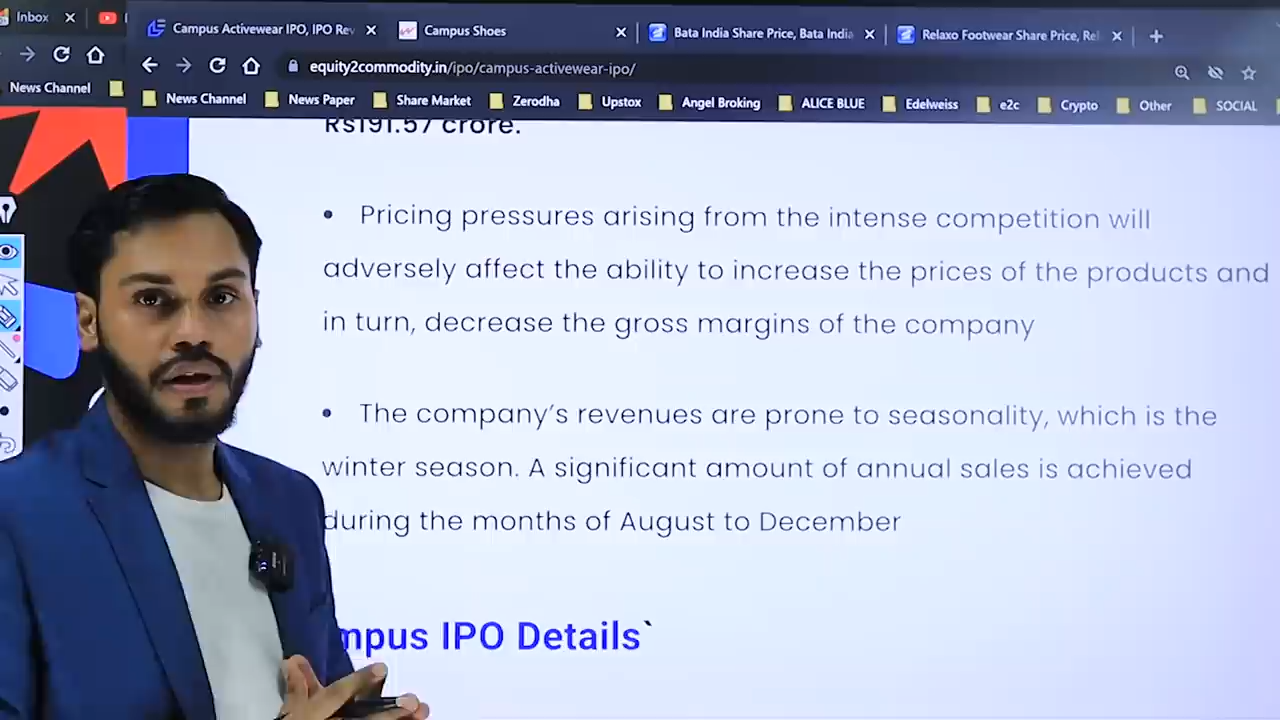 Inbox
Campus Activewear IPO, IPO Rev
Campus Shoes
Bata India Share Price, Bata India
Relaxo Footwear Share Price, Rel
equity2commodity.in/ipo/campus-activewear-ipo/
News Channel
News Channel
News Paper
Share Market
Zerodha
Upstox
Angel Broking
ALICE BLUE
Edelweiss
e2c
Crypto
Other
SOCIAL
Rs191.57 crore.
• Pricing pressures arising from the intense competition will
adversely affect the ability to increase the prices of the products and
in turn, decrease the gross margins of the company
• The company’s revenues are prone to seasonality, which is the
winter season. A significant amount of annual sales is achieved
during the months of August to December
mpus IPO Details`